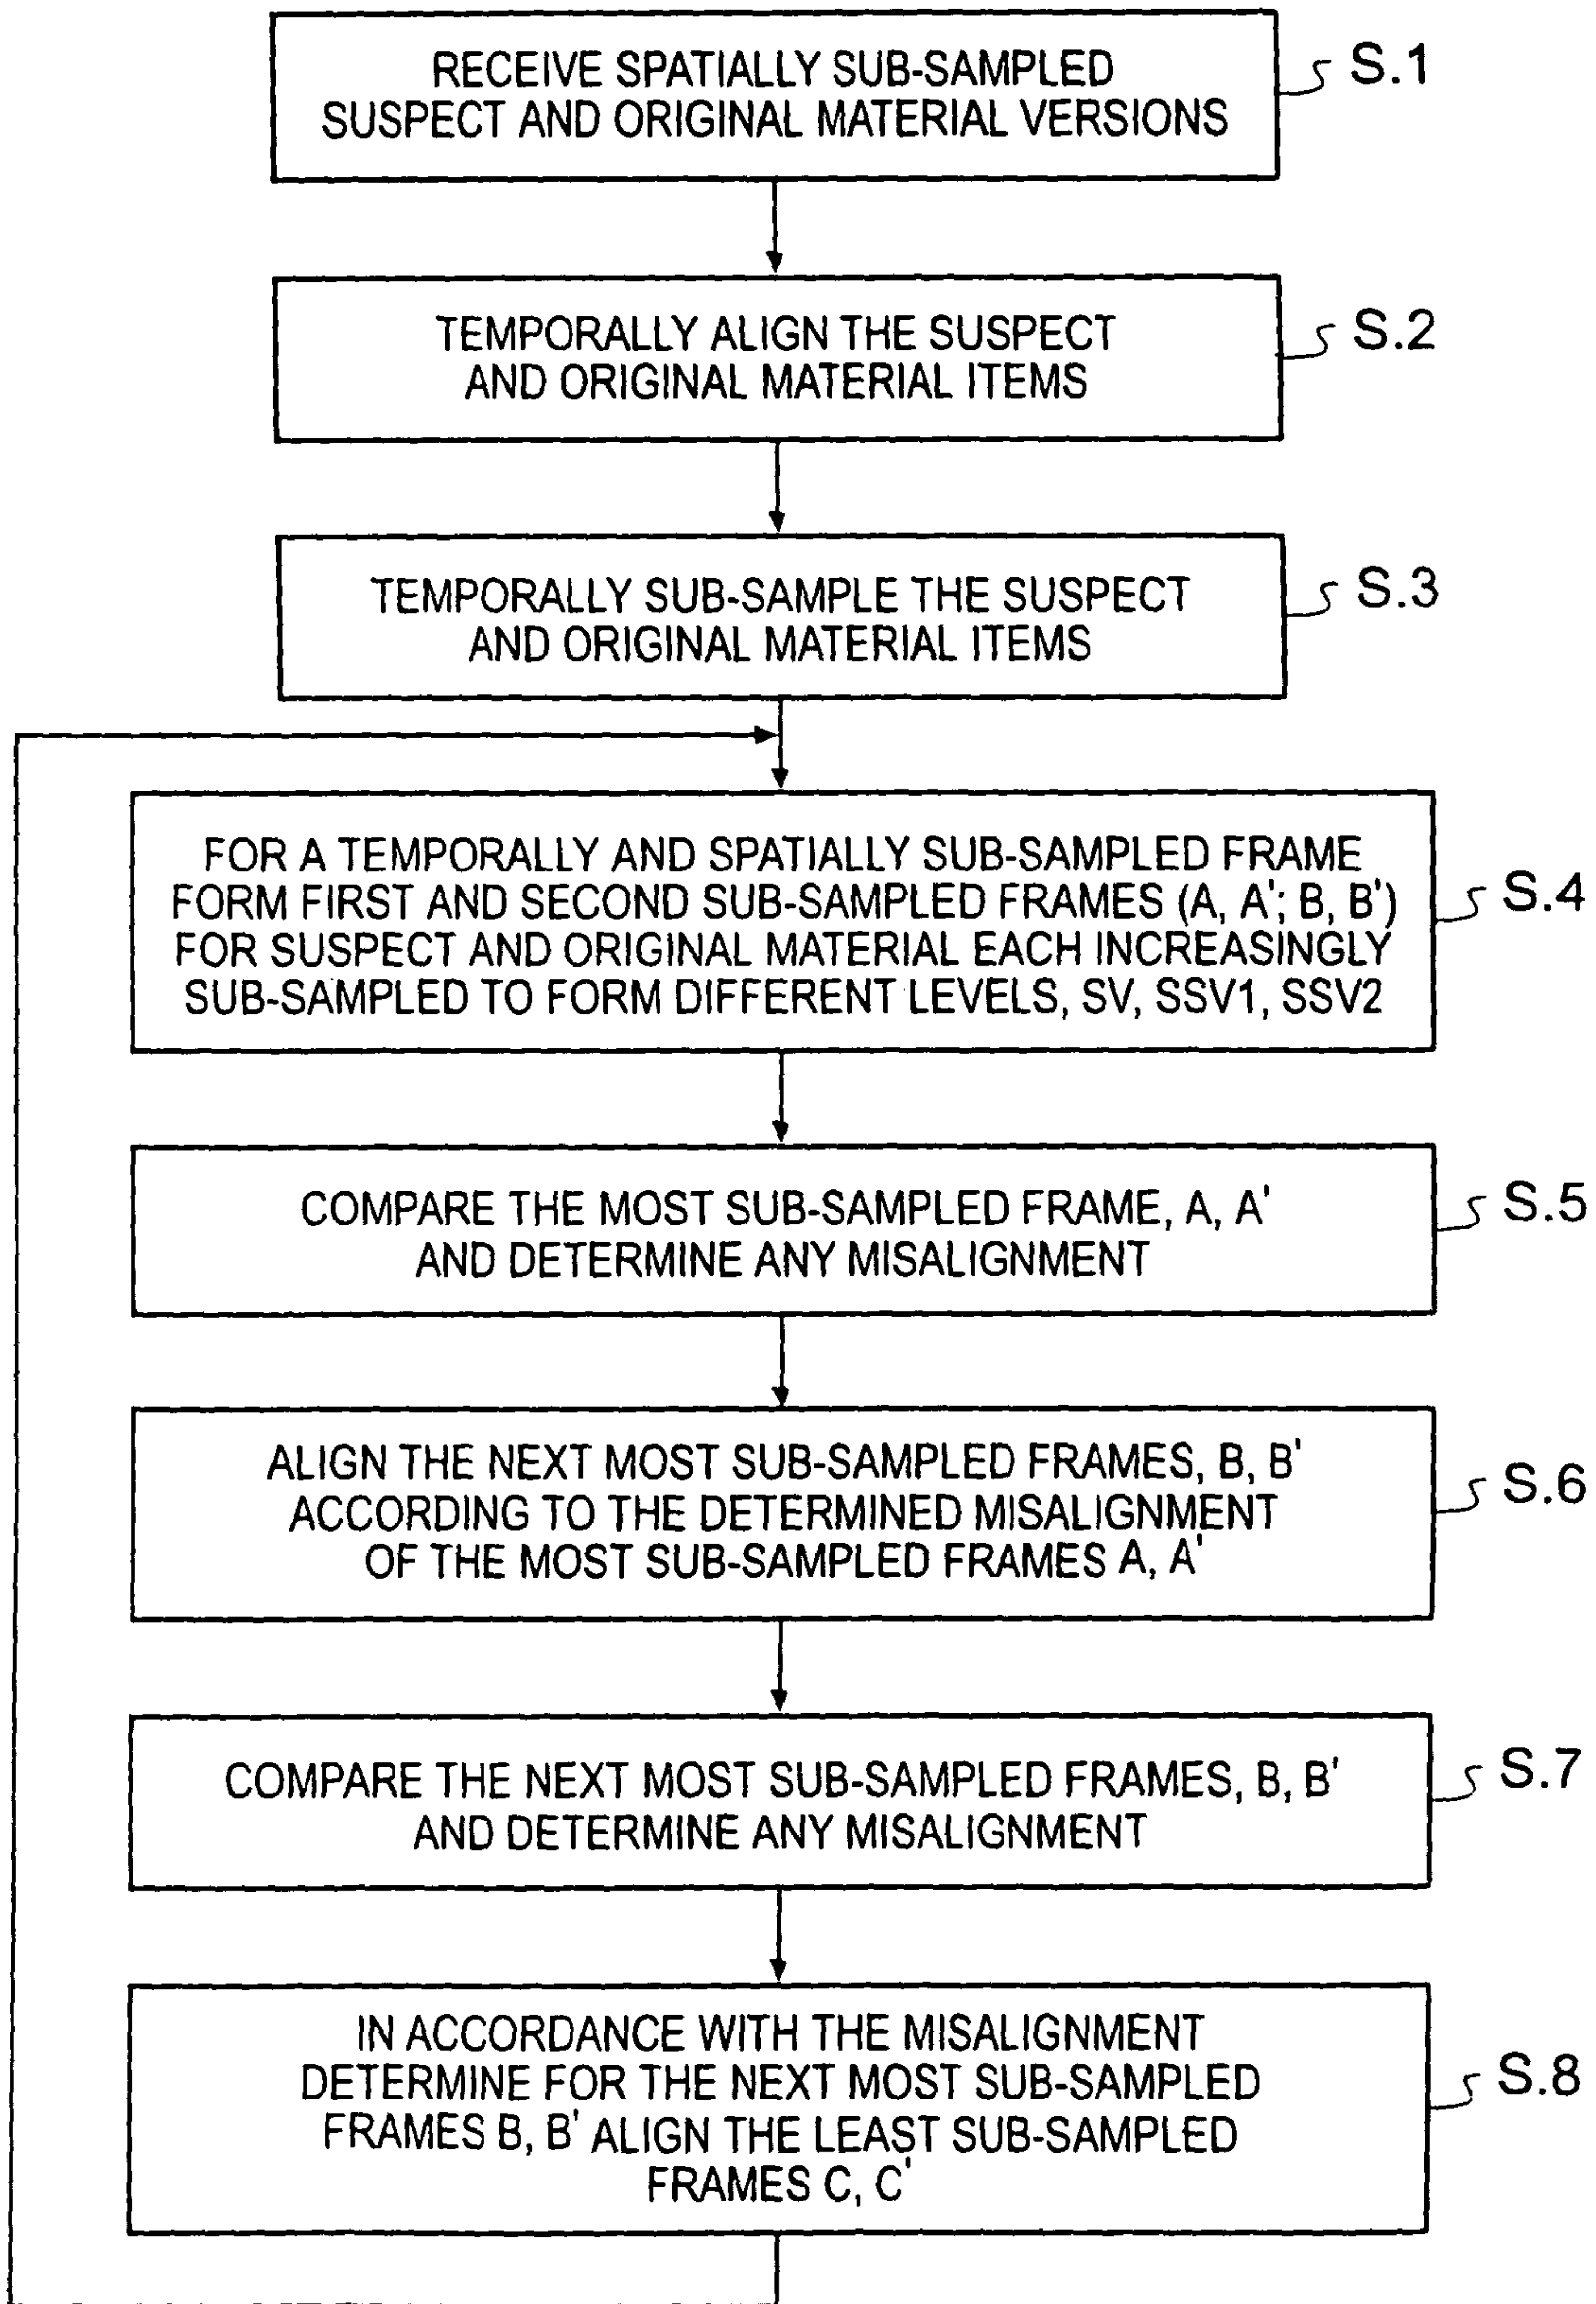 RECEIVE SPATIALLY SUB-SAMPLED
SUSPECT AND ORIGINAL MATERIAL VERSIONS
S.1
TEMPORALLY ALIGN THE SUSPECT
AND ORIGINAL MATERIAL ITEMS
S.2
TEMPORALLY SUB-SAMPLE THE SUSPECT
AND ORIGINAL MATERIAL ITEMS
S.3
FOR A TEMPORALLY AND SPATIALLY SUB-SAMPLED FRAME
FORM FIRST AND SECOND SUB-SAMPLED FRAMES (A, A'; B, B')
FOR SUSPECT AND ORIGINAL MATERIAL EACH INCREASINGLY
SUB-SAMPLED TO FORM DIFFERENT LEVELS, SV, SSV1, SSV2
S.4
COMPARE THE MOST SUB-SAMPLED FRAME, A, A'
AND DETERMINE ANY MISALIGNMENT
S.5
ALIGN THE NEXT MOST SUB-SAMPLED FRAMES, B, B'
ACCORDING TO THE DETERMINED MISALIGNMENT
OF THE MOST SUB-SAMPLED FRAMES A, A'
S.6
COMPARE THE NEXT MOST SUB-SAMPLED FRAMES, B, B'
AND DETERMINE ANY MISALIGNMENT
S.7
IN ACCORDANCE WITH THE MISALIGNMENT
DETERMINE FOR THE NEXT MOST SUB-SAMPLED
FRAMES B, B' ALIGN THE LEAST SUB-SAMPLED
FRAMES C, C'
S.8